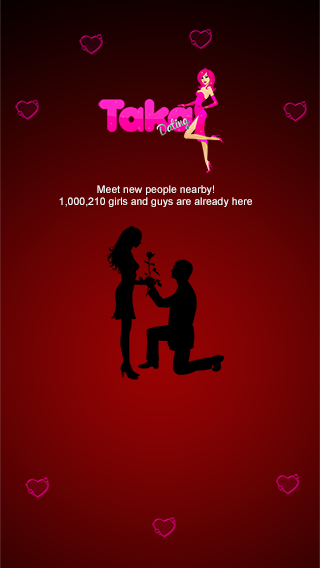 Taka
Dating
Meet new people nearby!
1,000,210 girls and guys are already here